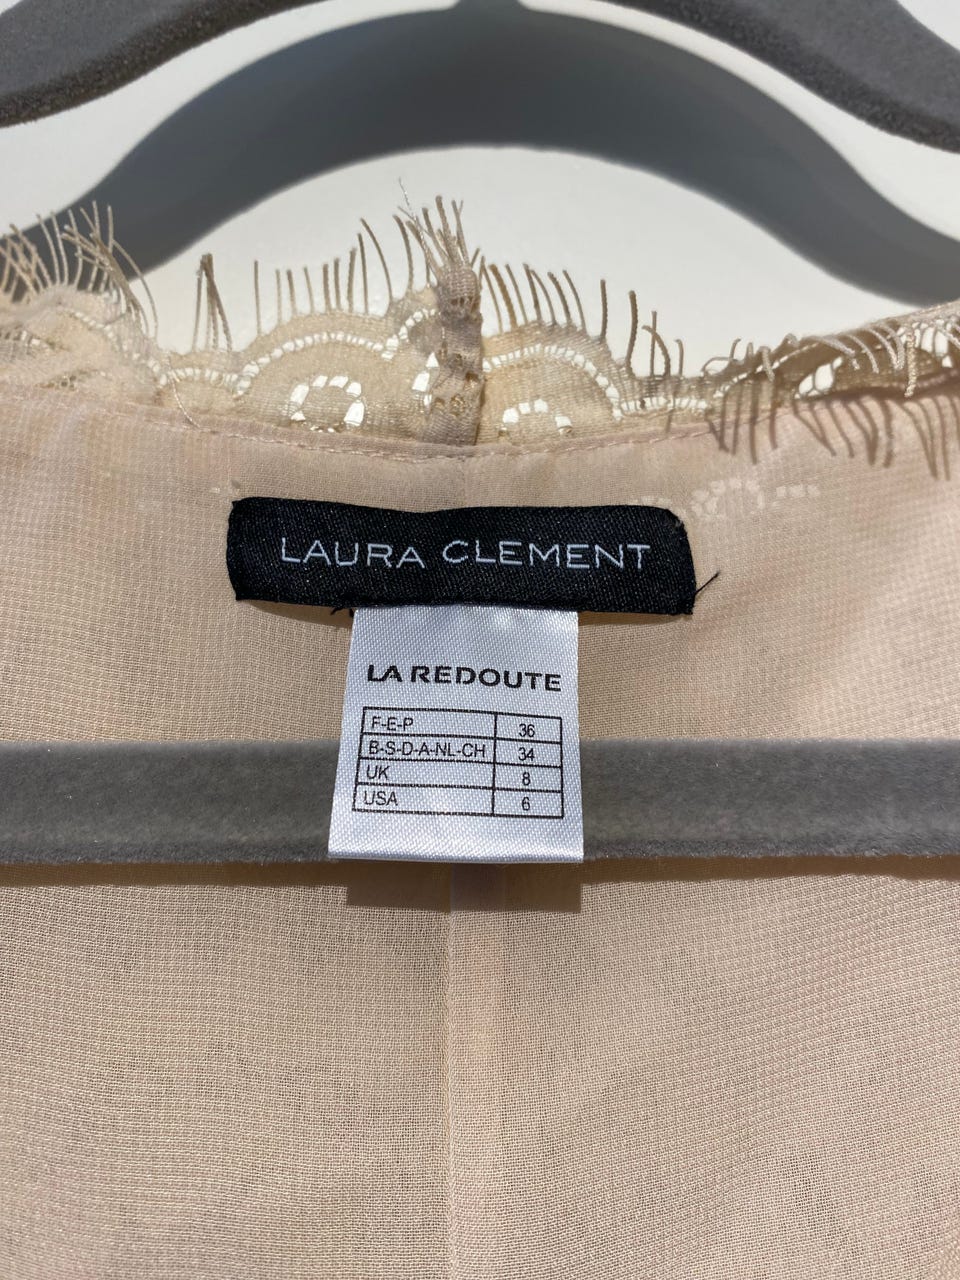 LAURA CLEMENT
LA REDOUTE
F-E-P 36
B-S-D-A-NL-CH 34
UK 8
USA 6